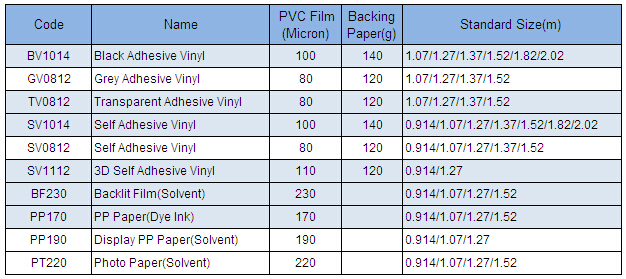 Code Name PVC Film (Micron) Backing Paper(g) Standard Size(m)
BV1014 Black Adhesive Vinyl 100 140 1.07/1.27/1.37/1.52/1.82/2.02
GV0812 Grey Adhesive Vinyl 80 120 1.07/1.27/1.37/1.52
TV0812 Transparent Adhesive Vinyl 80 120 1.07/1.27/1.37/1.52
SV1014 Self Adhesive Vinyl 100 140 0.914/1.07/1.27/1.37/1.52/1.82/2.02
SV0812 Self Adhesive Vinyl 80 120 0.914/1.07/1.27/1.37/1.52
SV1112 3D Self Adhesive Vinyl 110 120 0.914/1.27
BF230 Backlit Film(Solvent) 230 0.914/1.07/1.27/1.52
PP170 PP Paper(Dye Ink) 170 0.914/1.07/1.27/1.52
PP190 Display PP Paper(Solvent) 190 0.914/1.07/1.27
PT220 Photo Paper(Solvent) 220 0.914/1.07/1.27/1.52